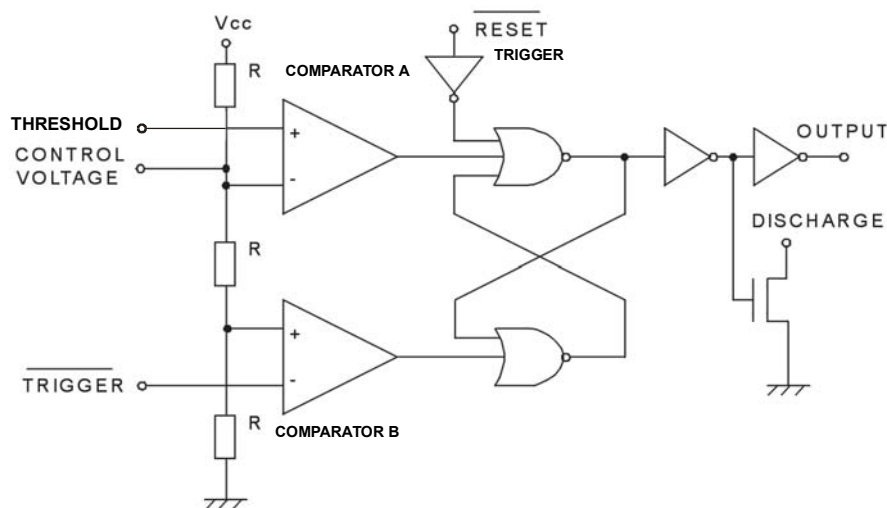 Vcc
RESET
TRIGGER
R
COMPARATOR A
THRESHOLD
+
OUTPUT
CONTROL
VOLTAGE
-
DISCHARGE
R
+
TRIGGER
-
R
COMPARATOR B